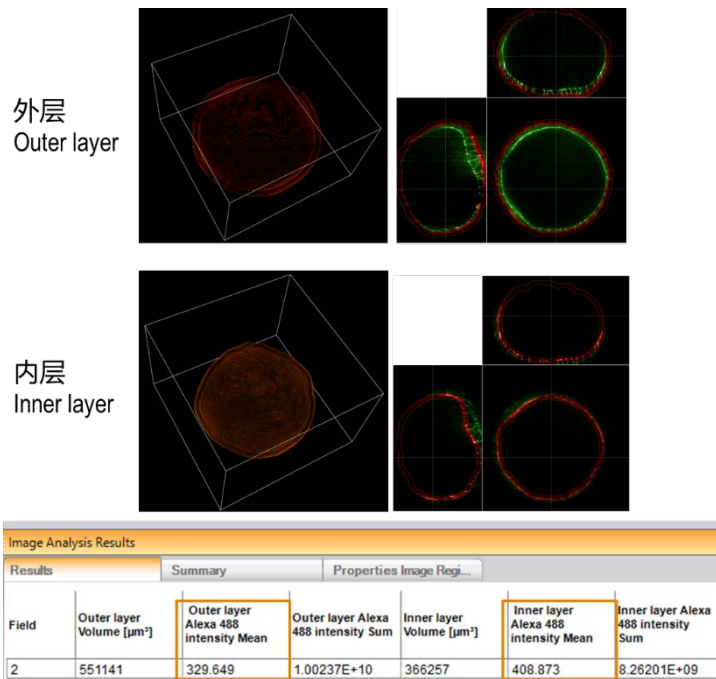 外层
Outer layer
内层
Inner layer
Image Analysis Results
Results Summary Properties Image Regi...
Field Outer layer Volume [µm³] Outer layer Alexa 488 intensity Mean Outer layer Alexa 488 intensity Sum Inner layer Volume [µm³] Inner layer Alexa 488 intensity Mean Inner layer Alexa 488 intensity Sum
2 551141 329.649 1.00237E+10 366257 408.873 8.26201E+09